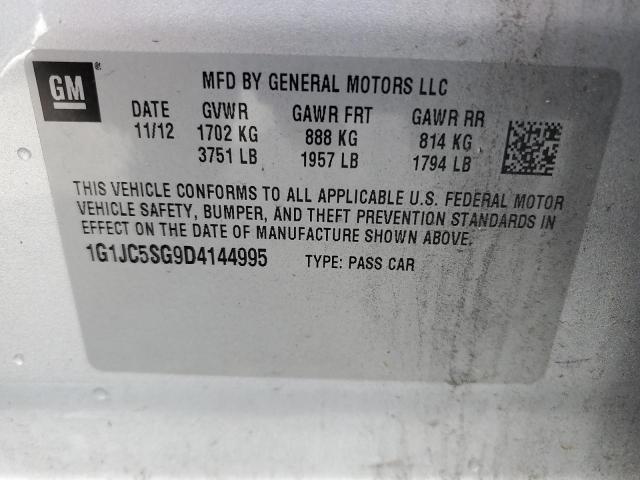 GM®
MFD BY GENERAL MOTORS LLC
DATE GVWR GAWR FRT GAWR RR
11/12 1702 KG 888 KG 814 KG
3751 LB 1957 LB 1794 LB
THIS VEHICLE CONFORMS TO ALL APPLICABLE U.S. FEDERAL MOTOR
VEHICLE SAFETY, BUMPER, AND THEFT PREVENTION STANDARDS IN
EFFECT ON THE DATE OF MANUFACTURE SHOWN ABOVE.
1G1JC5SG9D4144995 TYPE: PASS CAR